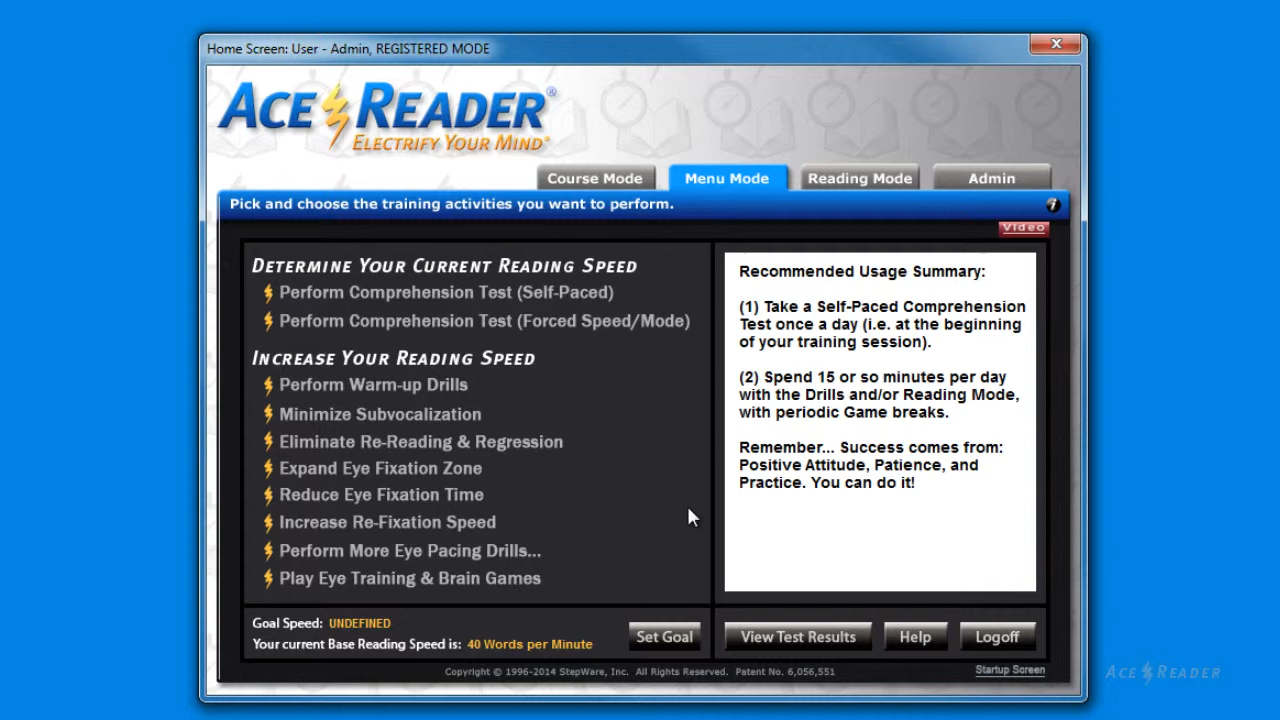 Home Screen: User - Admin, REGISTERED MODE
ACE READER®
ELECTRIFY YOUR MIND®
Course Mode
Menu Mode
Reading Mode
Admin
Pick and choose the training activities you want to perform.
Video
DETERMINE YOUR CURRENT READING SPEED
Perform Comprehension Test (Self-Paced)
Perform Comprehension Test (Forced Speed/Mode)
INCREASE YOUR READING SPEED
Perform Warm-up Drills
Minimize Subvocalization
Eliminate Re-Reading & Regression
Expand Eye Fixation Zone
Reduce Eye Fixation Time
Increase Re-Fixation Speed
Perform More Eye Pacing Drills...
Play Eye Training & Brain Games
Recommended Usage Summary:
(1) Take a Self-Paced Comprehension
Test once a day (i.e. at the beginning
of your training session).
(2) Spend 15 or so minutes per day
with the Drills and/or Reading Mode,
with periodic Game breaks.
Remember... Success comes from:
Positive Attitude, Patience, and
Practice. You can do it!
Goal Speed: UNDEFINED
Your current Base Reading Speed is: 40 Words per Minute
Set Goal
View Test Results
Help
Logoff
Copyright © 1996-2014 StepWare, Inc. All Rights Reserved. Patent No. 6,056,551
Startup Screen
ACE READER